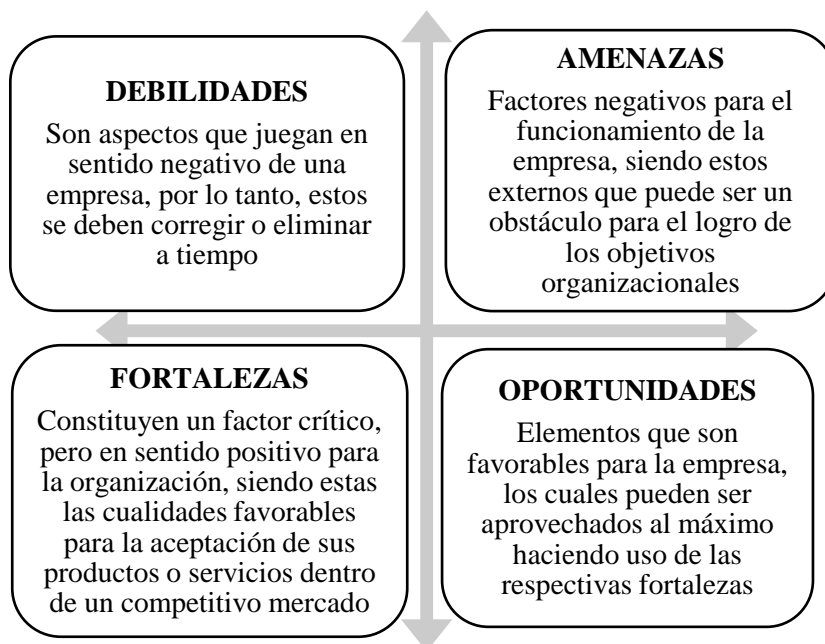 DEBILIDADES
Son aspectos que juegan en
sentido negativo de una
empresa, por lo tanto, estos
se deben corregir o eliminar
a tiempo
AMENAZAS
Factores negativos para el
funcionamiento de la
empresa, siendo estos
externos que puede ser un
obstáculo para el logro de
los objetivos
organizacionales
FORTALEZAS
Constituyen un factor crítico,
pero en sentido positivo para
la organización, siendo estas
las cualidades favorables
para la aceptación de sus
productos o servicios dentro
de un competitivo mercado
OPORTUNIDADES
Elementos que son
favorables para la empresa,
los cuales pueden ser
aprovechados al máximo
haciendo uso de las
respectivas fortalezas